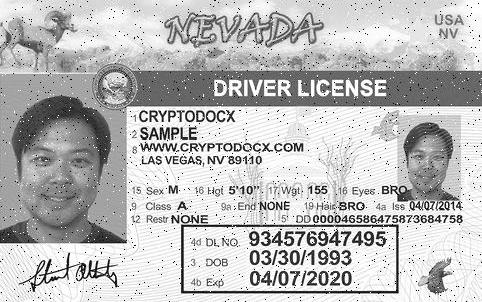 NEVADA
USA
NV
DRIVER LICENSE
1 CRYPTODOCX
2 SAMPLE
8 WWW.CRYPTODOCX.COM
LAS VEGAS, NV 89110
15 Sex M 16 Hgt 5'10" 17 Wgt 155 18 Eyes BRO
9 Class A 9a End NONE 19 Hair BRO 4a Iss 04/07/2014
12 Restr NONE 5 DD 000046586475873684758
4d DL NO. 934576947495
3 DOB 03/30/1993
4b Exp 04/07/2020